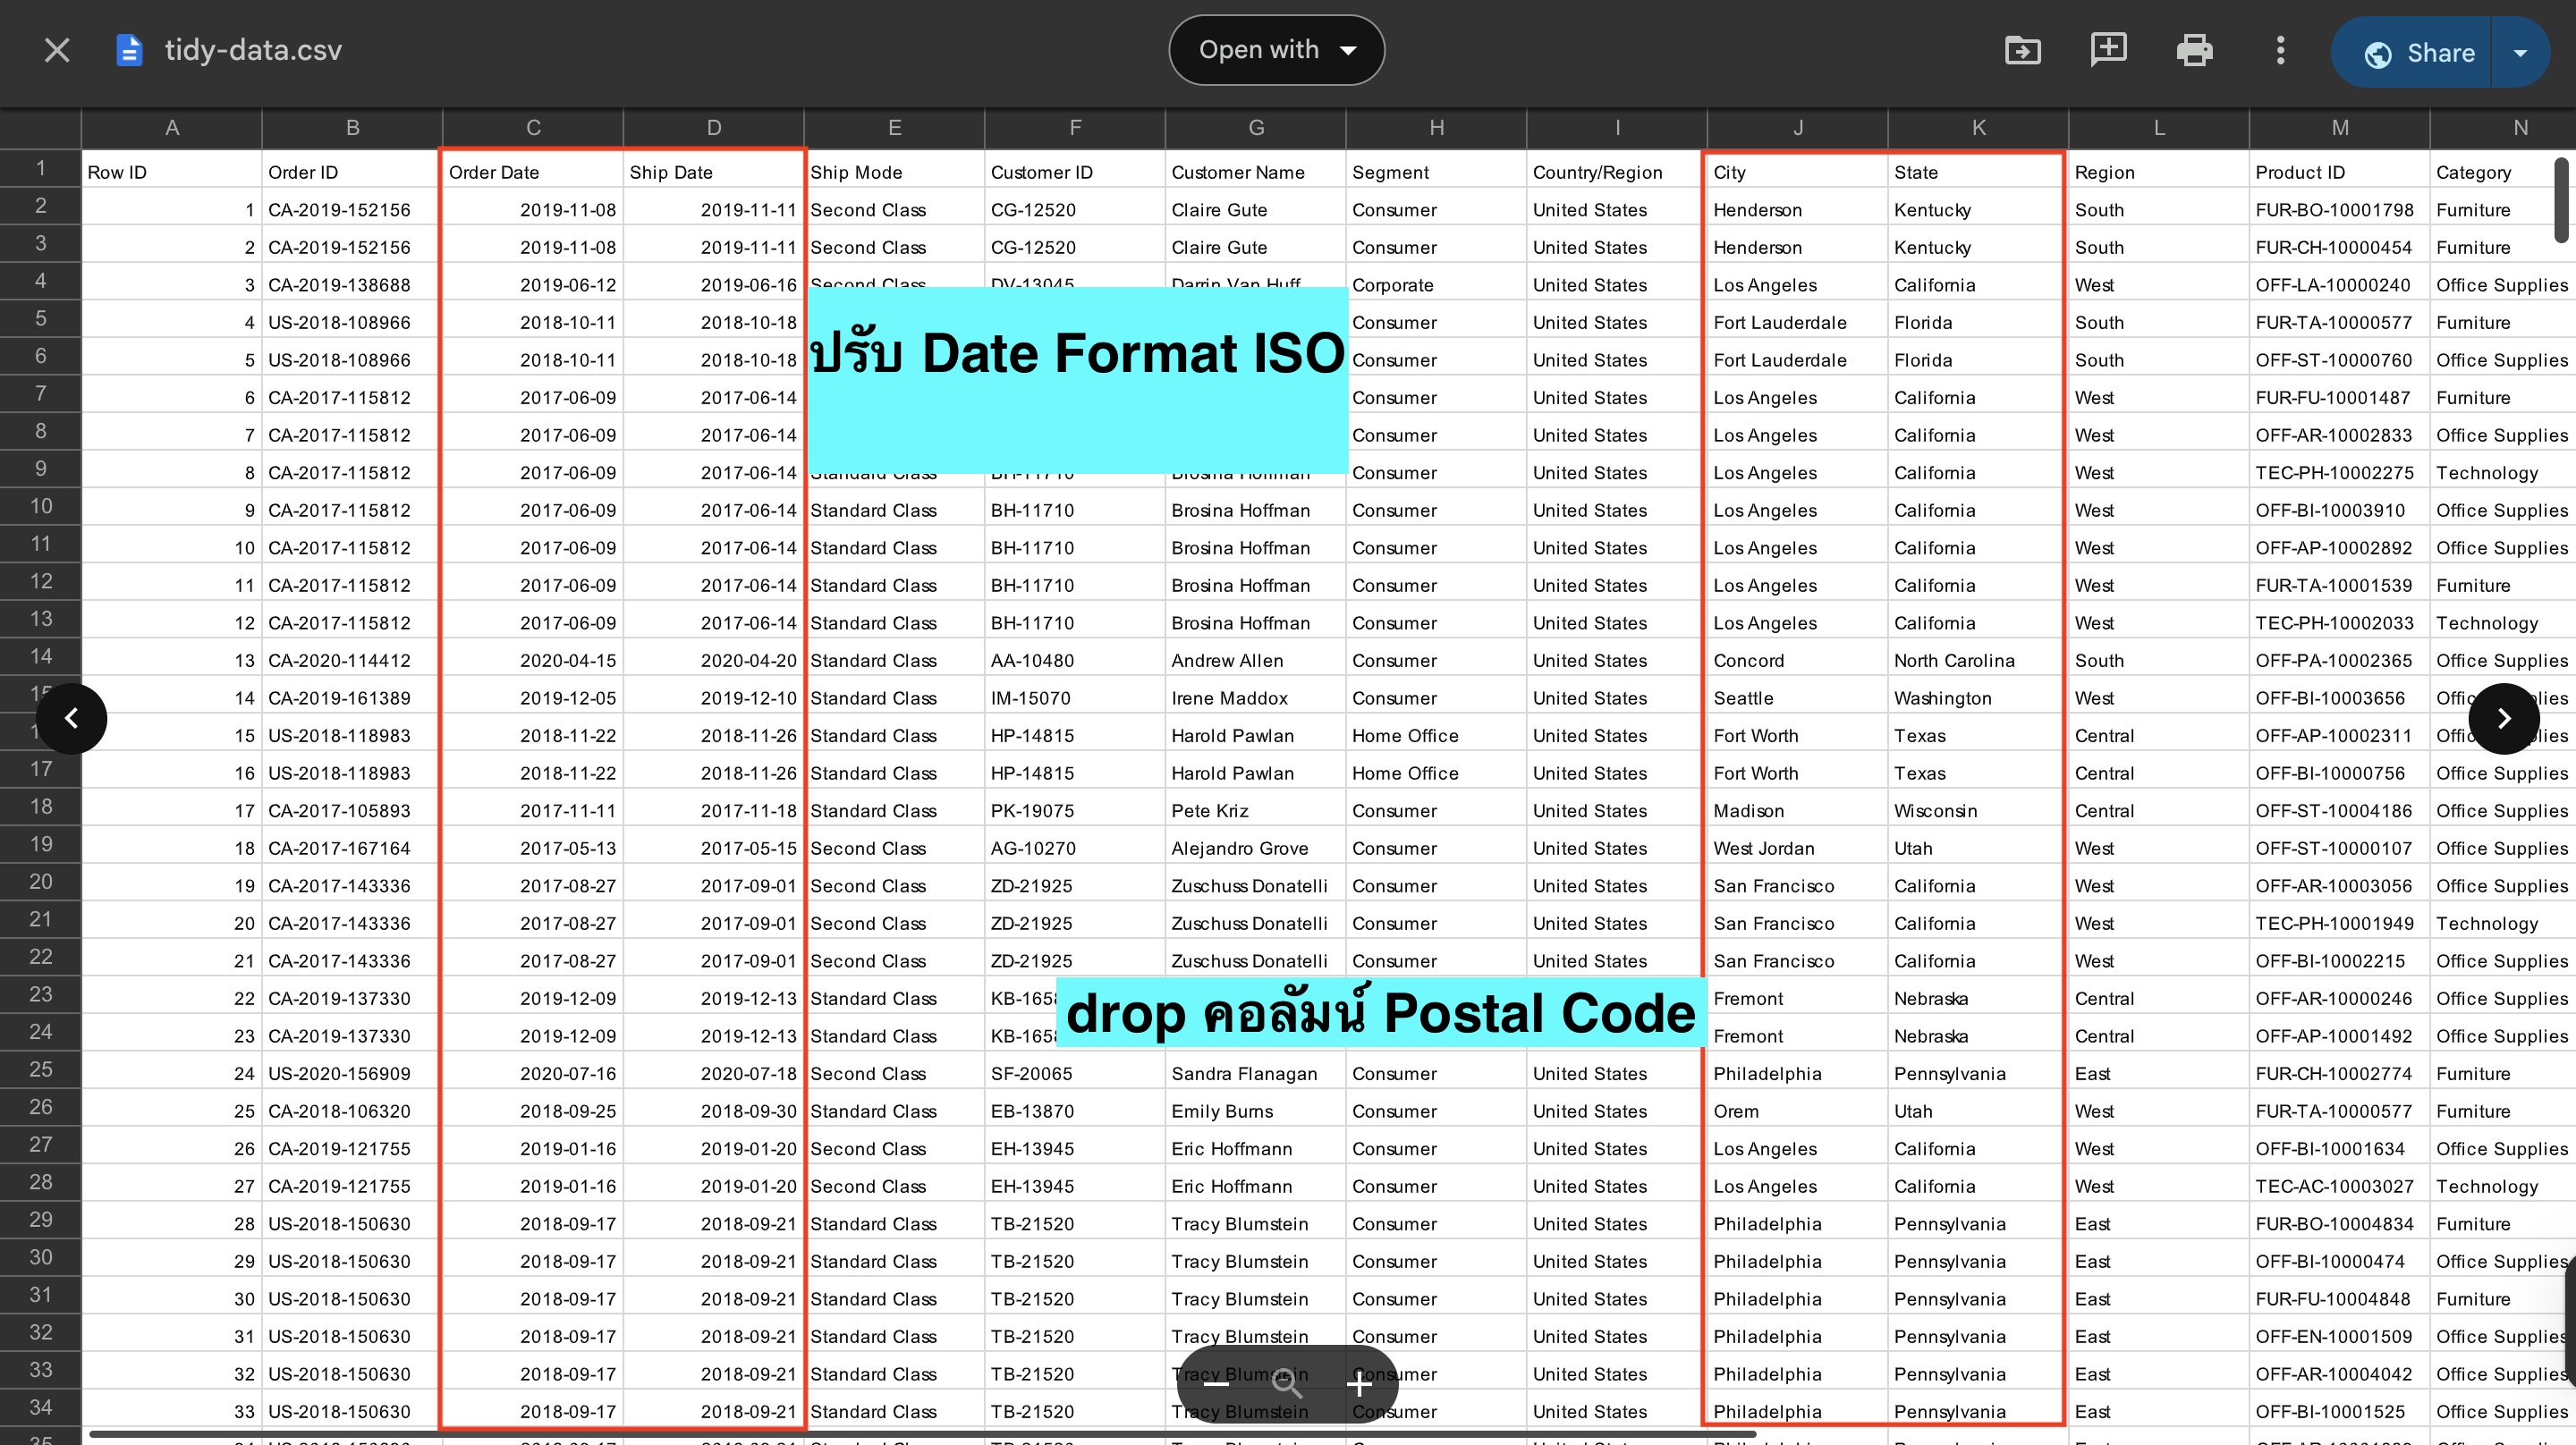 tidy-data.csv
Open with
Share
A B C D E F G H I J K L M N
1 Row ID Order ID Order Date Ship Date Ship Mode Customer ID Customer Name Segment Country/Region City State Region Product ID Category
2 1 CA-2019-152156 2019-11-08 2019-11-11 Second Class CG-12520 Claire Gute Consumer United States Henderson Kentucky South FUR-BO-10001798 Furniture
3 2 CA-2019-152156 2019-11-08 2019-11-11 Second Class CG-12520 Claire Gute Consumer United States Henderson Kentucky South FUR-CH-10000454 Furniture
4 3 CA-2019-138688 2019-06-12 2019-06-16 Second Class DV-13045 Darrin Van Huff Corporate United States Los Angeles California West OFF-LA-10000240 Office Supplies
5 4 US-2018-108966 2018-10-11 2018-10-18 Consumer United States Fort Lauderdale Florida South FUR-TA-10000577 Furniture
ปรับ Date Format ISO
6 5 US-2018-108966 2018-10-11 2018-10-18 Consumer United States Fort Lauderdale Florida South OFF-ST-10000760 Office Supplies
7 6 CA-2017-115812 2017-06-09 2017-06-14 Consumer United States Los Angeles California West FUR-FU-10001487 Furniture
8 7 CA-2017-115812 2017-06-09 2017-06-14 Consumer United States Los Angeles California West OFF-AR-10002833 Office Supplies
9 8 CA-2017-115812 2017-06-09 2017-06-14 Standard Class BH-11710 Brosina Hoffman Consumer United States Los Angeles California West TEC-PH-10002275 Technology
10 9 CA-2017-115812 2017-06-09 2017-06-14 Standard Class BH-11710 Brosina Hoffman Consumer United States Los Angeles California West OFF-BI-10003910 Office Supplies
11 10 CA-2017-115812 2017-06-09 2017-06-14 Standard Class BH-11710 Brosina Hoffman Consumer United States Los Angeles California West OFF-AP-10002892 Office Supplies
12 11 CA-2017-115812 2017-06-09 2017-06-14 Standard Class BH-11710 Brosina Hoffman Consumer United States Los Angeles California West FUR-TA-10001539 Furniture
13 12 CA-2017-115812 2017-06-09 2017-06-14 Standard Class BH-11710 Brosina Hoffman Consumer United States Los Angeles California West TEC-PH-10002033 Technology
14 13 CA-2020-114412 2020-04-15 2020-04-20 Standard Class AA-10480 Andrew Allen Consumer United States Concord North Carolina South OFF-PA-10002365 Office Supplies
15 14 CA-2019-161389 2019-12-05 2019-12-10 Standard Class IM-15070 Irene Maddox Consumer United States Seattle Washington West OFF-BI-10003656
15 US-2018-118983 2018-11-22 2018-11-26 Standard Class HP-14815 Harold Pawlan Home Office United States Fort Worth Texas Central OFF-AP-10002311
17 16 US-2018-118983 2018-11-22 2018-11-26 Standard Class HP-14815 Harold Pawlan Home Office United States Fort Worth Texas Central OFF-BI-10000756 Office Supplies
18 17 CA-2017-105893 2017-11-11 2017-11-18 Standard Class PK-19075 Pete Kriz Consumer United States Madison Wisconsin Central OFF-ST-10004186 Office Supplies
19 18 CA-2017-167164 2017-05-13 2017-05-15 Second Class AG-10270 Alejandro Grove Consumer United States West Jordan Utah West OFF-ST-10000107 Office Supplies
20 19 CA-2017-143336 2017-08-27 2017-09-01 Second Class ZD-21925 Zuschuss Donatelli Consumer United States San Francisco California West OFF-AR-10003056 Office Supplies
21 20 CA-2017-143336 2017-08-27 2017-09-01 Second Class ZD-21925 Zuschuss Donatelli Consumer United States San Francisco California West TEC-PH-10001949 Technology
22 21 CA-2017-143336 2017-08-27 2017-09-01 Second Class ZD-21925 Zuschuss Donatelli Consumer United States San Francisco California West OFF-BI-10002215 Office Supplies
23 22 CA-2019-137330 2019-12-09 2019-12-13 Standard Class Fremont Nebraska Central OFF-AR-10000246 Office Supplies
drop คอลัมน์ Postal Code
24 23 CA-2019-137330 2019-12-09 2019-12-13 Standard Class Fremont Nebraska Central OFF-AP-10001492 Office Supplies
25 24 US-2020-156909 2020-07-16 2020-07-18 Second Class SF-20065 Sandra Flanagan Consumer United States Philadelphia Pennsylvania East FUR-CH-10002774 Furniture
26 25 CA-2018-106320 2018-09-25 2018-09-30 Standard Class EB-13870 Emily Burns Consumer United States Orem Utah West FUR-TA-10000577 Furniture
27 26 CA-2019-121755 2019-01-16 2019-01-20 Second Class EH-13945 Eric Hoffmann Consumer United States Los Angeles California West OFF-BI-10001634 Office Supplies
28 27 CA-2019-121755 2019-01-16 2019-01-20 Second Class EH-13945 Eric Hoffmann Consumer United States Los Angeles California West TEC-AC-10003027 Technology
29 28 US-2018-150630 2018-09-17 2018-09-21 Standard Class TB-21520 Tracy Blumstein Consumer United States Philadelphia Pennsylvania East FUR-BO-10004834 Furniture
30 29 US-2018-150630 2018-09-17 2018-09-21 Standard Class TB-21520 Tracy Blumstein Consumer United States Philadelphia Pennsylvania East OFF-BI-10000474 Office Supplies
31 30 US-2018-150630 2018-09-17 2018-09-21 Standard Class TB-21520 Tracy Blumstein Consumer United States Philadelphia Pennsylvania East FUR-FU-10004848 Furniture
32 31 US-2018-150630 2018-09-17 2018-09-21 Standard Class TB-21520 Tracy Blumstein Consumer United States Philadelphia Pennsylvania East OFF-EN-10001509 Office Supplies
33 32 US-2018-150630 2018-09-17 2018-09-21 Standard Class TB-21520 Tracy Blumstein Consumer United States Philadelphia Pennsylvania East OFF-AR-10004042 Office Supplies
34 33 US-2018-150630 2018-09-17 2018-09-21 Standard Class TB-21520 Tracy Blumstein Consumer United States Philadelphia Pennsylvania East OFF-BI-10001525 Office Supplies